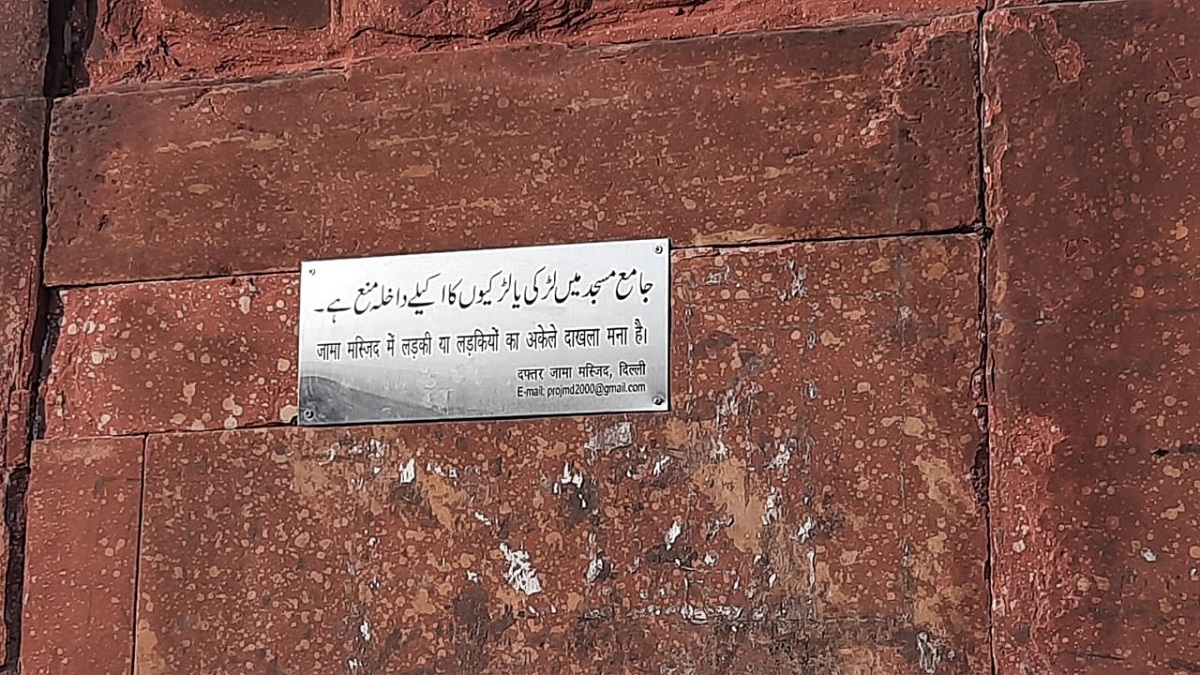 جامع مسجد میں لڑکی یا لڑکیوں کا اکیلے داخلہ منع ہے۔
जामा मस्जिद में लड़की या लड़कियों का अकेले दाखला मना है।
दफ्तर जामा मस्जिद, दिल्ली
E-mail: projmd2000@gmail.com